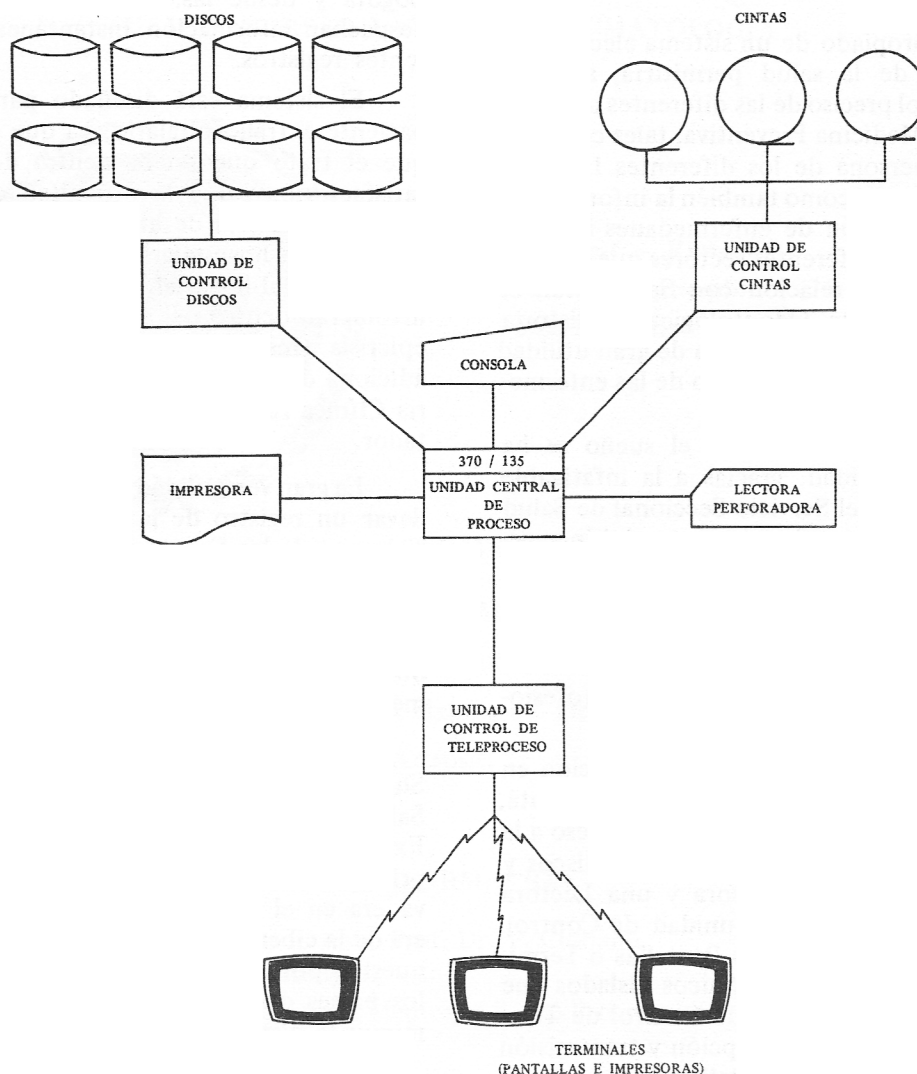 DISCOS
CINTAS
UNIDAD DE
CONTROL
DISCOS
UNIDAD DE
CONTROL
CINTAS
CONSOLA
370 / 135
UNIDAD CENTRAL
DE
PROCESO
IMPRESORA
LECTORA
PERFORADORA
UNIDAD DE
CONTROL DE
TELEPROCESO
TERMINALES
(PANTALLAS E IMPRESORAS)